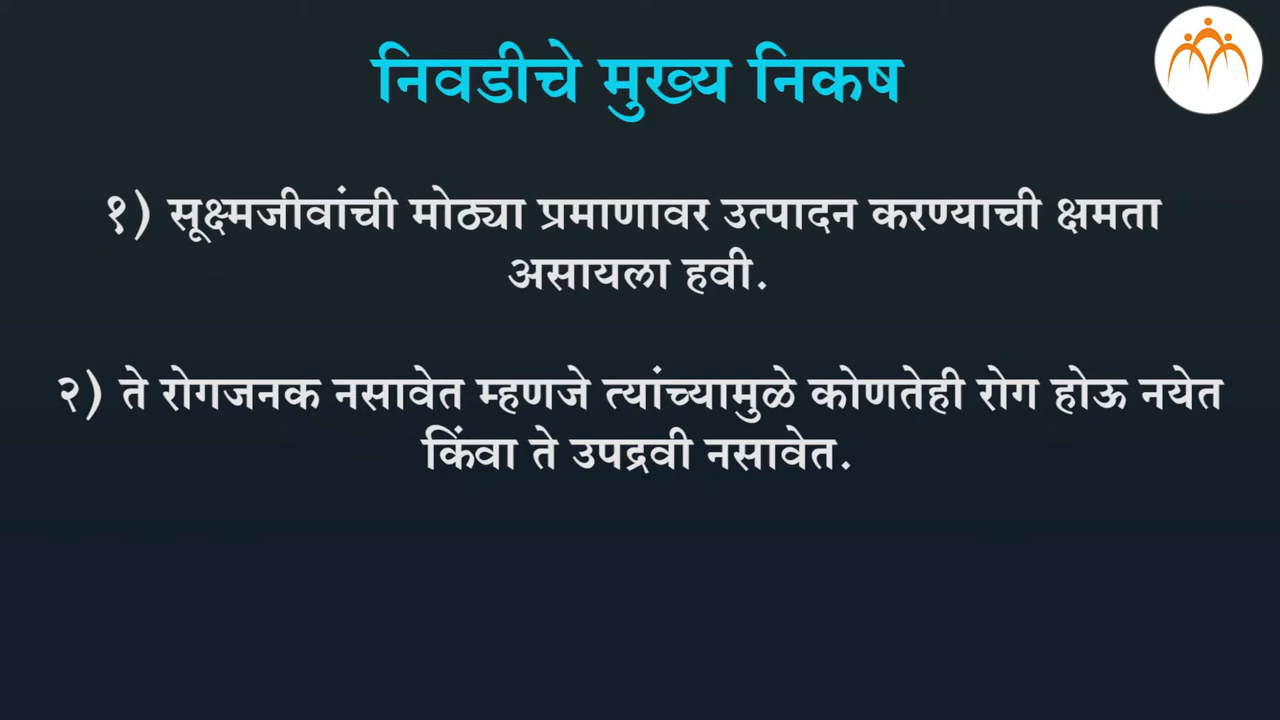 निवडीचे मुख्य निकष
१) सूक्ष्मजीवांची मोठ्या प्रमाणावर उत्पादन करण्याची क्षमता
असायला हवी.
२) ते रोगजनक नसावेत म्हणजे त्यांच्यामुळे कोणतेही रोग होऊ नयेत
किंवा ते उपद्रवी नसावेत.